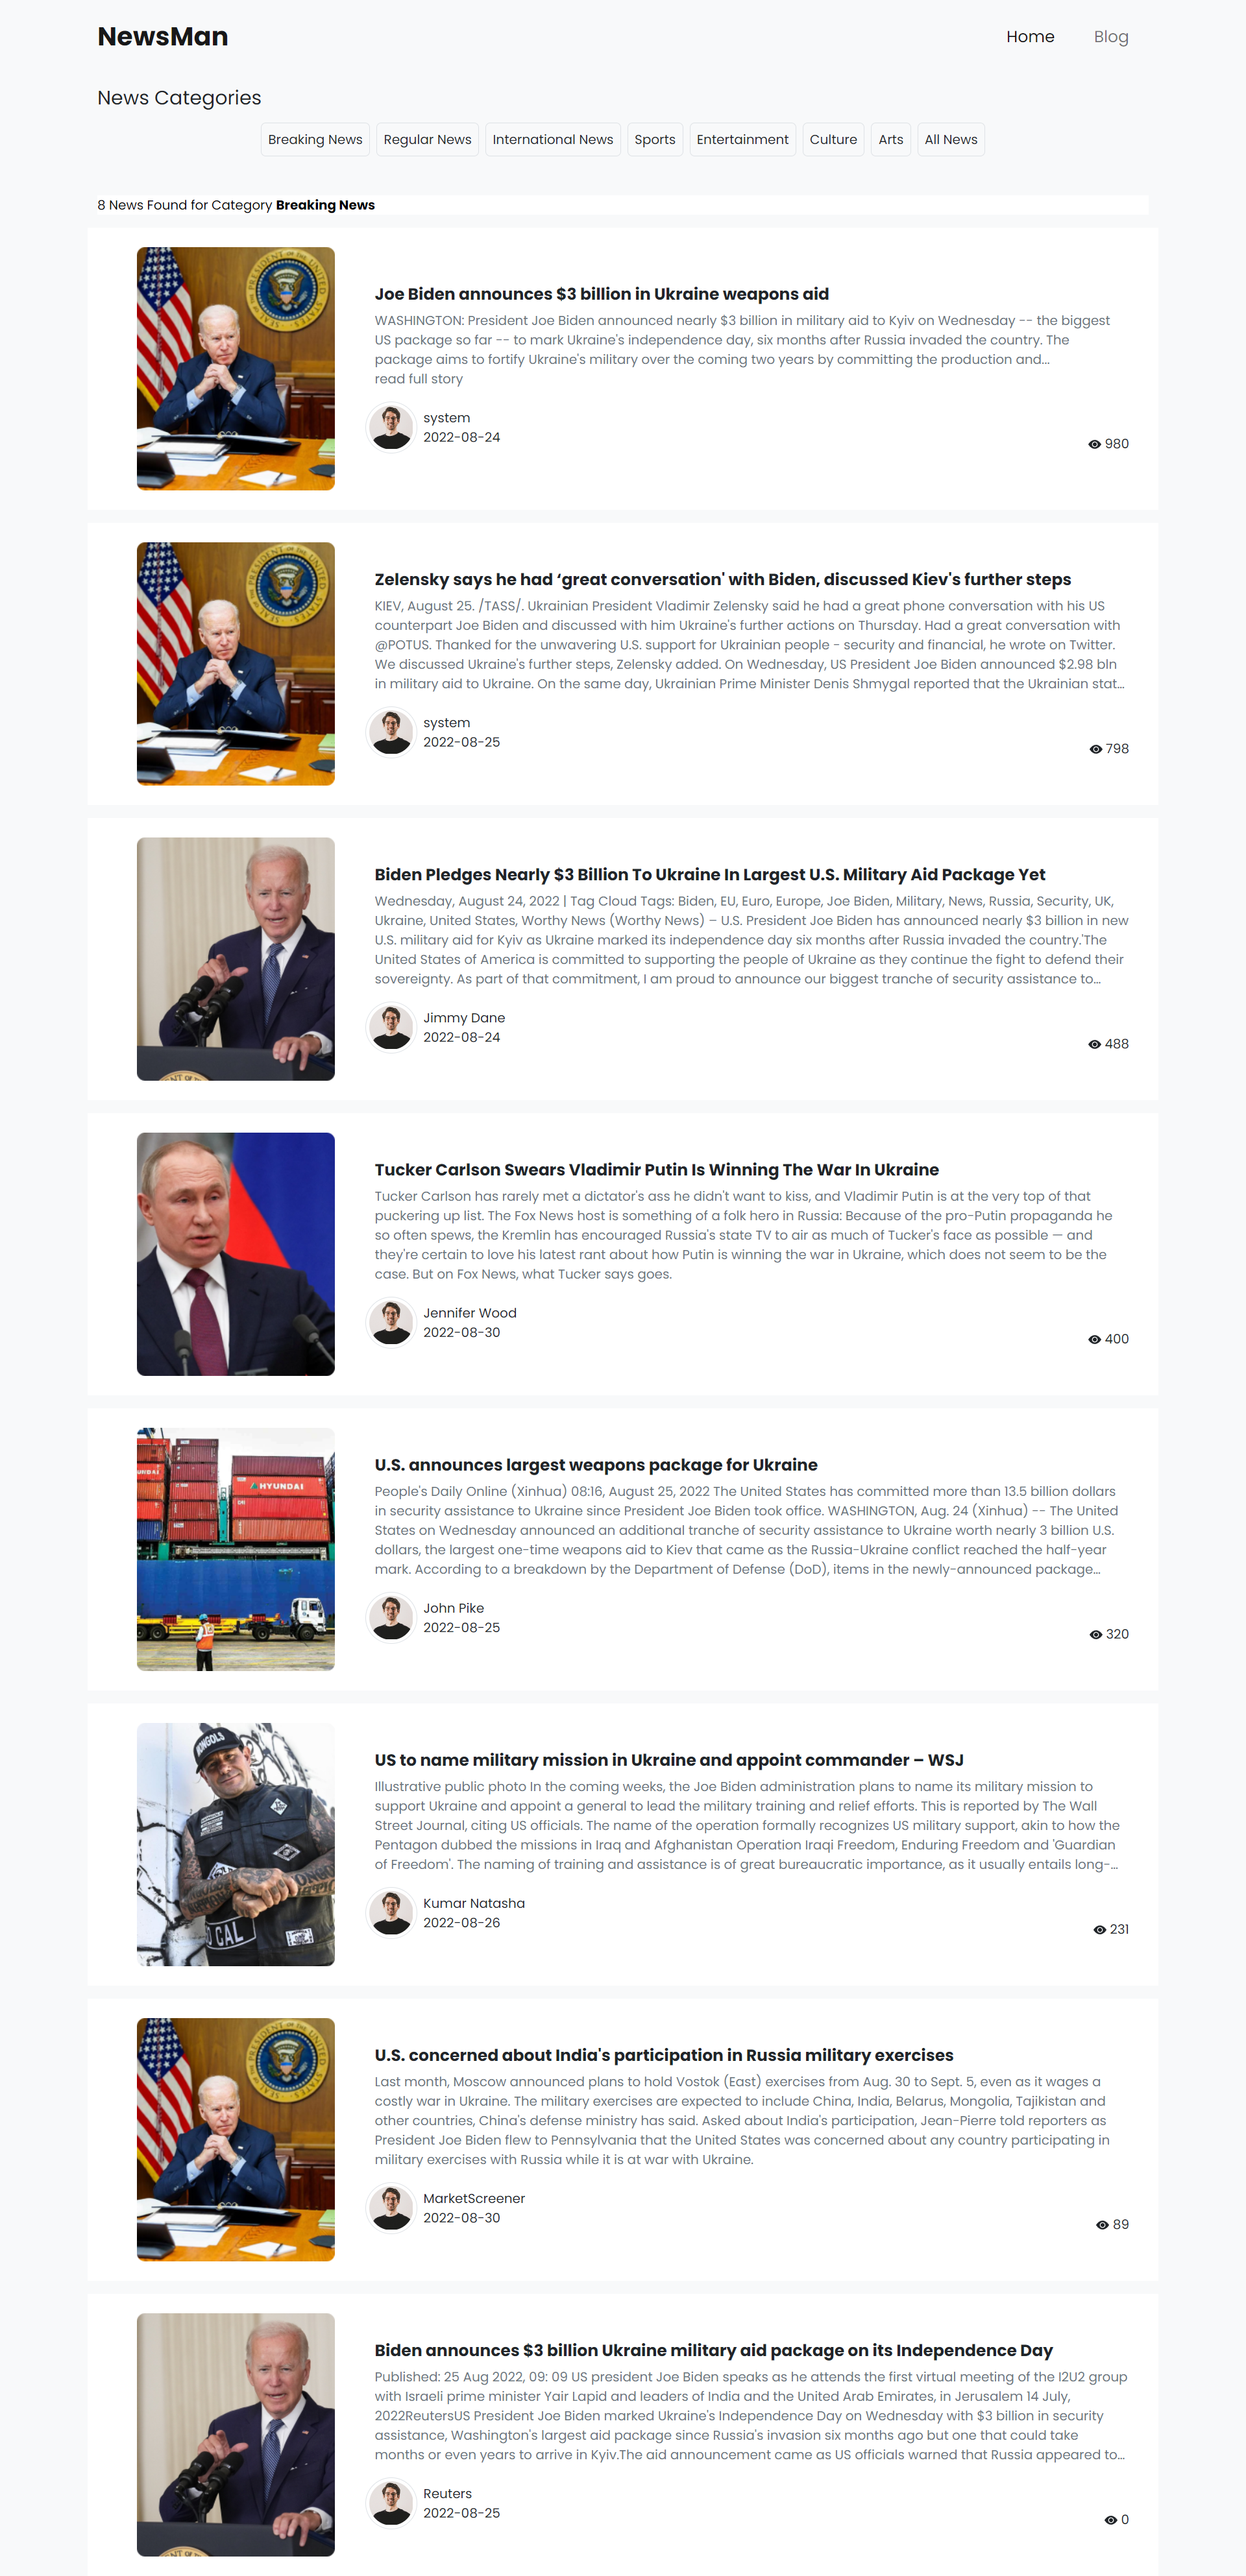 NewsMan
Home
Blog
News Categories
Breaking News
Regular News
International News
Sports
Entertainment
Culture
Arts
All News
8 News Found for Category Breaking News
Joe Biden announces $3 billion in Ukraine weapons aid
WASHINGTON: President Joe Biden announced nearly $3 billion in military aid to Kyiv on Wednesday -- the biggest
US package so far -- to mark Ukraine's independence day, six months after Russia invaded the country. The
package aims to fortify Ukraine's military over the coming two years by committing the production and...
read full story
system
2022-08-24
980
Zelensky says he had ‘great conversation' with Biden, discussed Kiev's further steps
KIEV, August 25. /TASS/. Ukrainian President Vladimir Zelensky said he had a great phone conversation with his US
counterpart Joe Biden and discussed with him Ukraine's further actions on Thursday. Had a great conversation with
@POTUS. Thanked for the unwavering U.S. support for Ukrainian people - security and financial, he wrote on Twitter.
We discussed Ukraine's further steps, Zelensky added. On Wednesday, US President Joe Biden announced $2.98 bln
in military aid to Ukraine. On the same day, Ukrainian Prime Minister Denis Shmygal reported that the Ukrainian stat...
system
2022-08-25
798
Biden Pledges Nearly $3 Billion To Ukraine In Largest U.S. Military Aid Package Yet
Wednesday, August 24, 2022 | Tag Cloud Tags: Biden, EU, Euro, Europe, Joe Biden, Military, News, Russia, Security, UK,
Ukraine, United States, Worthy News (Worthy News) – U.S. President Joe Biden has announced nearly $3 billion in new
U.S. military aid for Kyiv as Ukraine marked its independence day six months after Russia invaded the country.'The
United States of America is committed to supporting the people of Ukraine as they continue the fight to defend their
sovereignty. As part of that commitment, I am proud to announce our biggest tranche of security assistance to...
Jimmy Dane
2022-08-24
488
Tucker Carlson Swears Vladimir Putin Is Winning The War In Ukraine
Tucker Carlson has rarely met a dictator's ass he didn't want to kiss, and Vladimir Putin is at the very top of that
puckering up list. The Fox News host is something of a folk hero in Russia: Because of the pro-Putin propaganda he
so often spews, the Kremlin has encouraged Russia's state TV to air as much of Tucker's face as possible — and
they're certain to love his latest rant about how Putin is winning the war in Ukraine, which does not seem to be the
case. But on Fox News, what Tucker says goes.
Jennifer Wood
2022-08-30
400
HYUNDAI
U.S. announces largest weapons package for Ukraine
People's Daily Online (Xinhua) 08:16, August 25, 2022 The United States has committed more than 13.5 billion dollars
in security assistance to Ukraine since President Joe Biden took office. WASHINGTON, Aug. 24 (Xinhua) -- The United
States on Wednesday announced an additional tranche of security assistance to Ukraine worth nearly 3 billion U.S.
dollars, the largest one-time weapons aid to Kiev that came as the Russia-Ukraine conflict reached the half-year
mark. According to a breakdown by the Department of Defense (DoD), items in the newly-announced package...
John Pike
2022-08-25
320
MONGOLS
CAL
US to name military mission in Ukraine and appoint commander – WSJ
Illustrative public photo In the coming weeks, the Joe Biden administration plans to name its military mission to
support Ukraine and appoint a general to lead the military training and relief efforts. This is reported by The Wall
Street Journal, citing US officials. The name of the operation formally recognizes US military support, akin to how the
Pentagon dubbed the missions in Iraq and Afghanistan Operation Iraqi Freedom, Enduring Freedom and 'Guardian
of Freedom'. The naming of training and assistance is of great bureaucratic importance, as it usually entails long-...
Kumar Natasha
2022-08-26
231
U.S. concerned about India's participation in Russia military exercises
Last month, Moscow announced plans to hold Vostok (East) exercises from Aug. 30 to Sept. 5, even as it wages a
costly war in Ukraine. The military exercises are expected to include China, India, Belarus, Mongolia, Tajikistan and
other countries, China's defense ministry has said. Asked about India's participation, Jean-Pierre told reporters as
President Joe Biden flew to Pennsylvania that the United States was concerned about any country participating in
military exercises with Russia while it is at war with Ukraine.
MarketScreener
2022-08-30
89
Biden announces $3 billion Ukraine military aid package on its Independence Day
Published: 25 Aug 2022, 09: 09 US president Joe Biden speaks as he attends the first virtual meeting of the I2U2 group
with Israeli prime minister Yair Lapid and leaders of India and the United Arab Emirates, in Jerusalem 14 July,
2022ReutersUS President Joe Biden marked Ukraine's Independence Day on Wednesday with $3 billion in security
assistance, Washington's largest aid package since Russia's invasion six months ago but one that could take
months or even years to arrive in Kyiv.The aid announcement came as US officials warned that Russia appeared to...
Reuters
2022-08-25
0